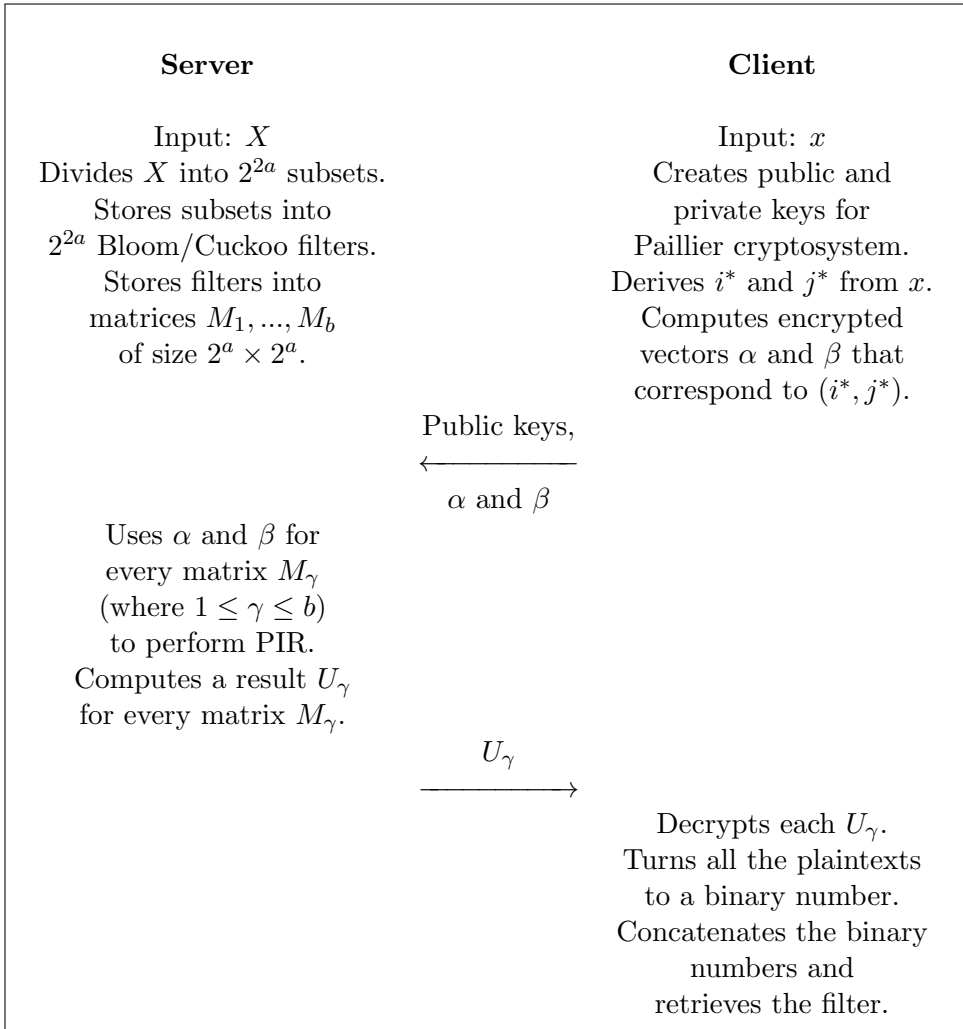 Server
Client
Input: X
Divides X into 2^{2a} subsets.
Stores subsets into
2^{2a} Bloom/Cuckoo filters.
Stores filters into
matrices M_1, ..., M_b
of size 2^a × 2^a.
Input: x
Creates public and
private keys for
Paillier cryptosystem.
Derives i* and j* from x.
Computes encrypted
vectors α and β that
correspond to (i*, j*).
Public keys,
α and β
Uses α and β for
every matrix M_γ
(where 1 ≤ γ ≤ b)
to perform PIR.
Computes a result U_γ
for every matrix M_γ.
U_γ
Decrypts each U_γ.
Turns all the plaintexts
to a binary number.
Concatenates the binary
numbers and
retrieves the filter.